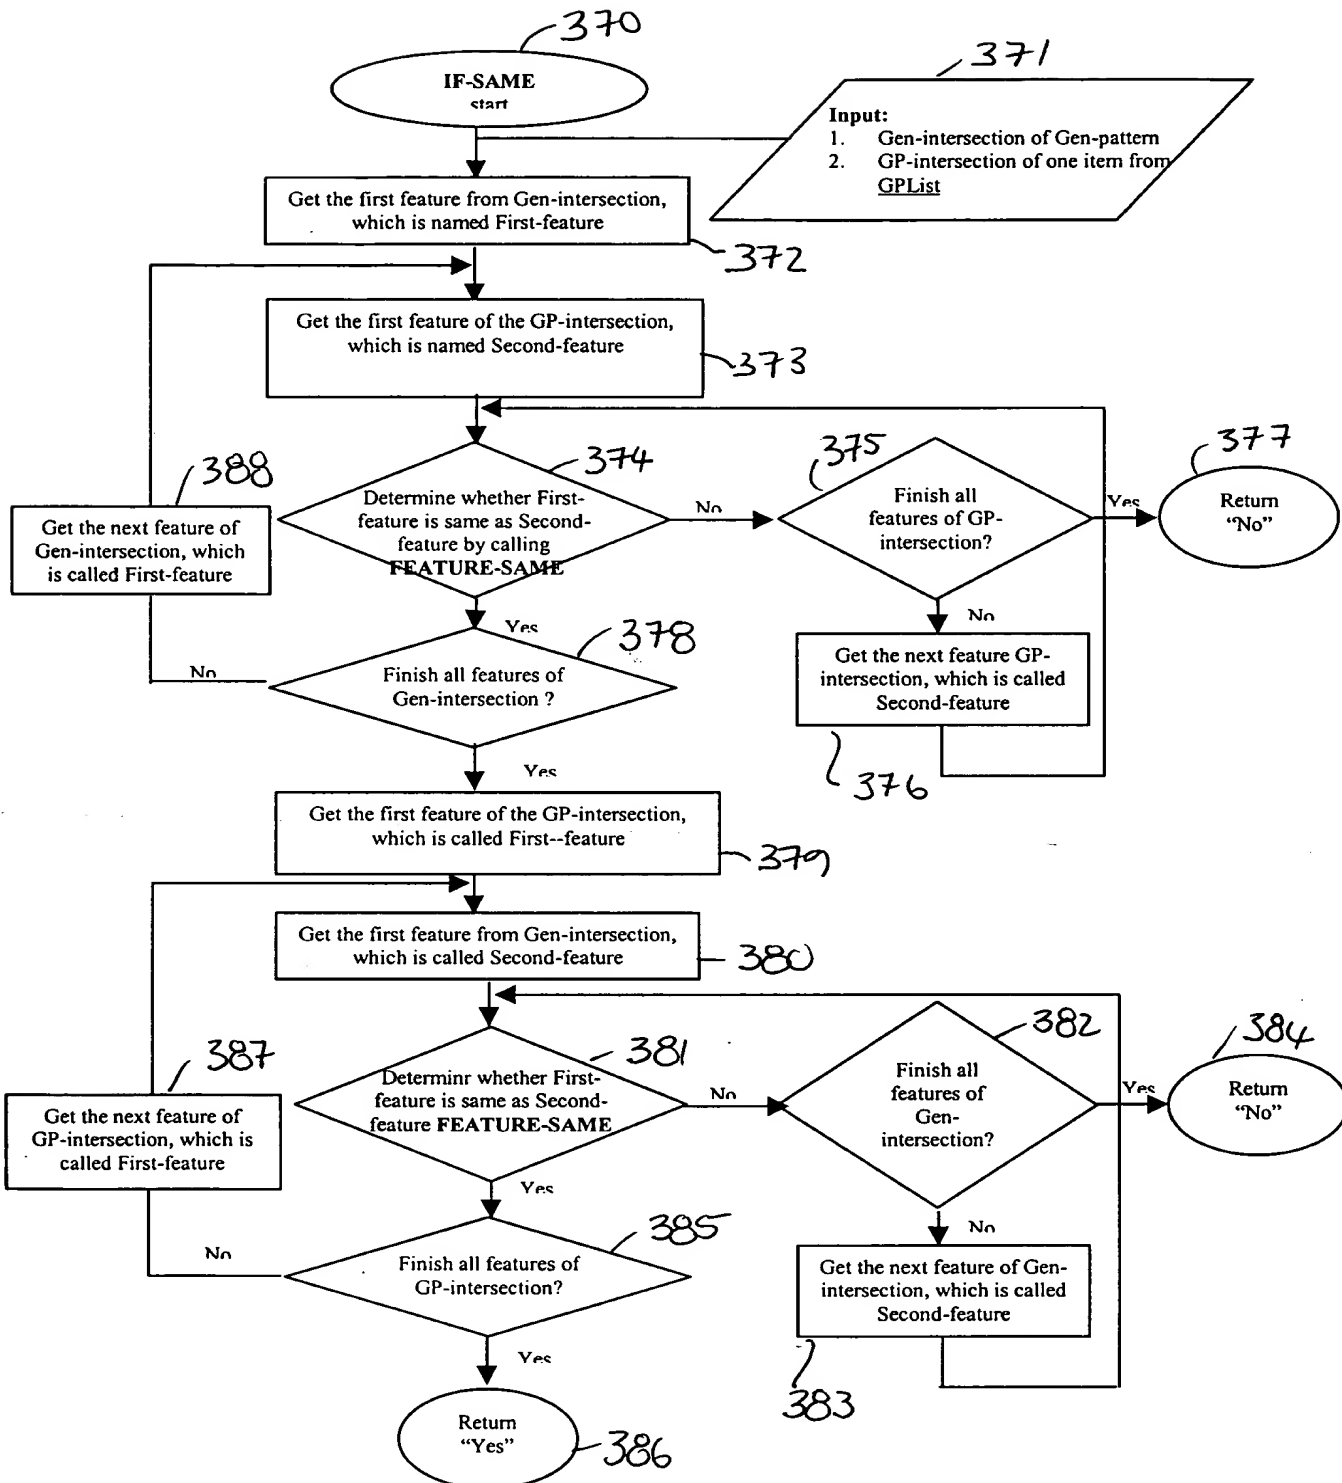 370
IF-SAME
start
371
Input:
1. Gen-intersection of Gen-pattern
2. GP-intersection of one item from
GPList
Get the first feature from Gen-intersection,
which is named First-feature
372
Get the first feature of the GP-intersection,
which is named Second-feature
373
388
Get the next feature of
Gen-intersection, which
is called First-feature
374
Determine whether First-
feature is same as Second-
feature by calling
FEATURE-SAME
No
375
Finish all
features of GP-
intersection?
Yes
377
Return
“No”
Yes
No
378
Finish all features of
Gen-intersection ?
No
Get the next feature GP-
intersection, which is called
Second-feature
376
Yes
Get the first feature of the GP-intersection,
which is called First--feature
379
Get the first feature from Gen-intersection,
which is called Second-feature
380
387
Get the next feature of
GP-intersection, which is
called First-feature
381
Determinr whether First-
feature is same as Second-
feature FEATURE-SAME
No
382
Finish all
features of
Gen-
intersection?
Yes
384
Return
“No”
Yes
No
385
Finish all features of
GP-intersection?
No
Get the next feature of Gen-
intersection, which is called
Second-feature
383
Yes
Return
“Yes”
386